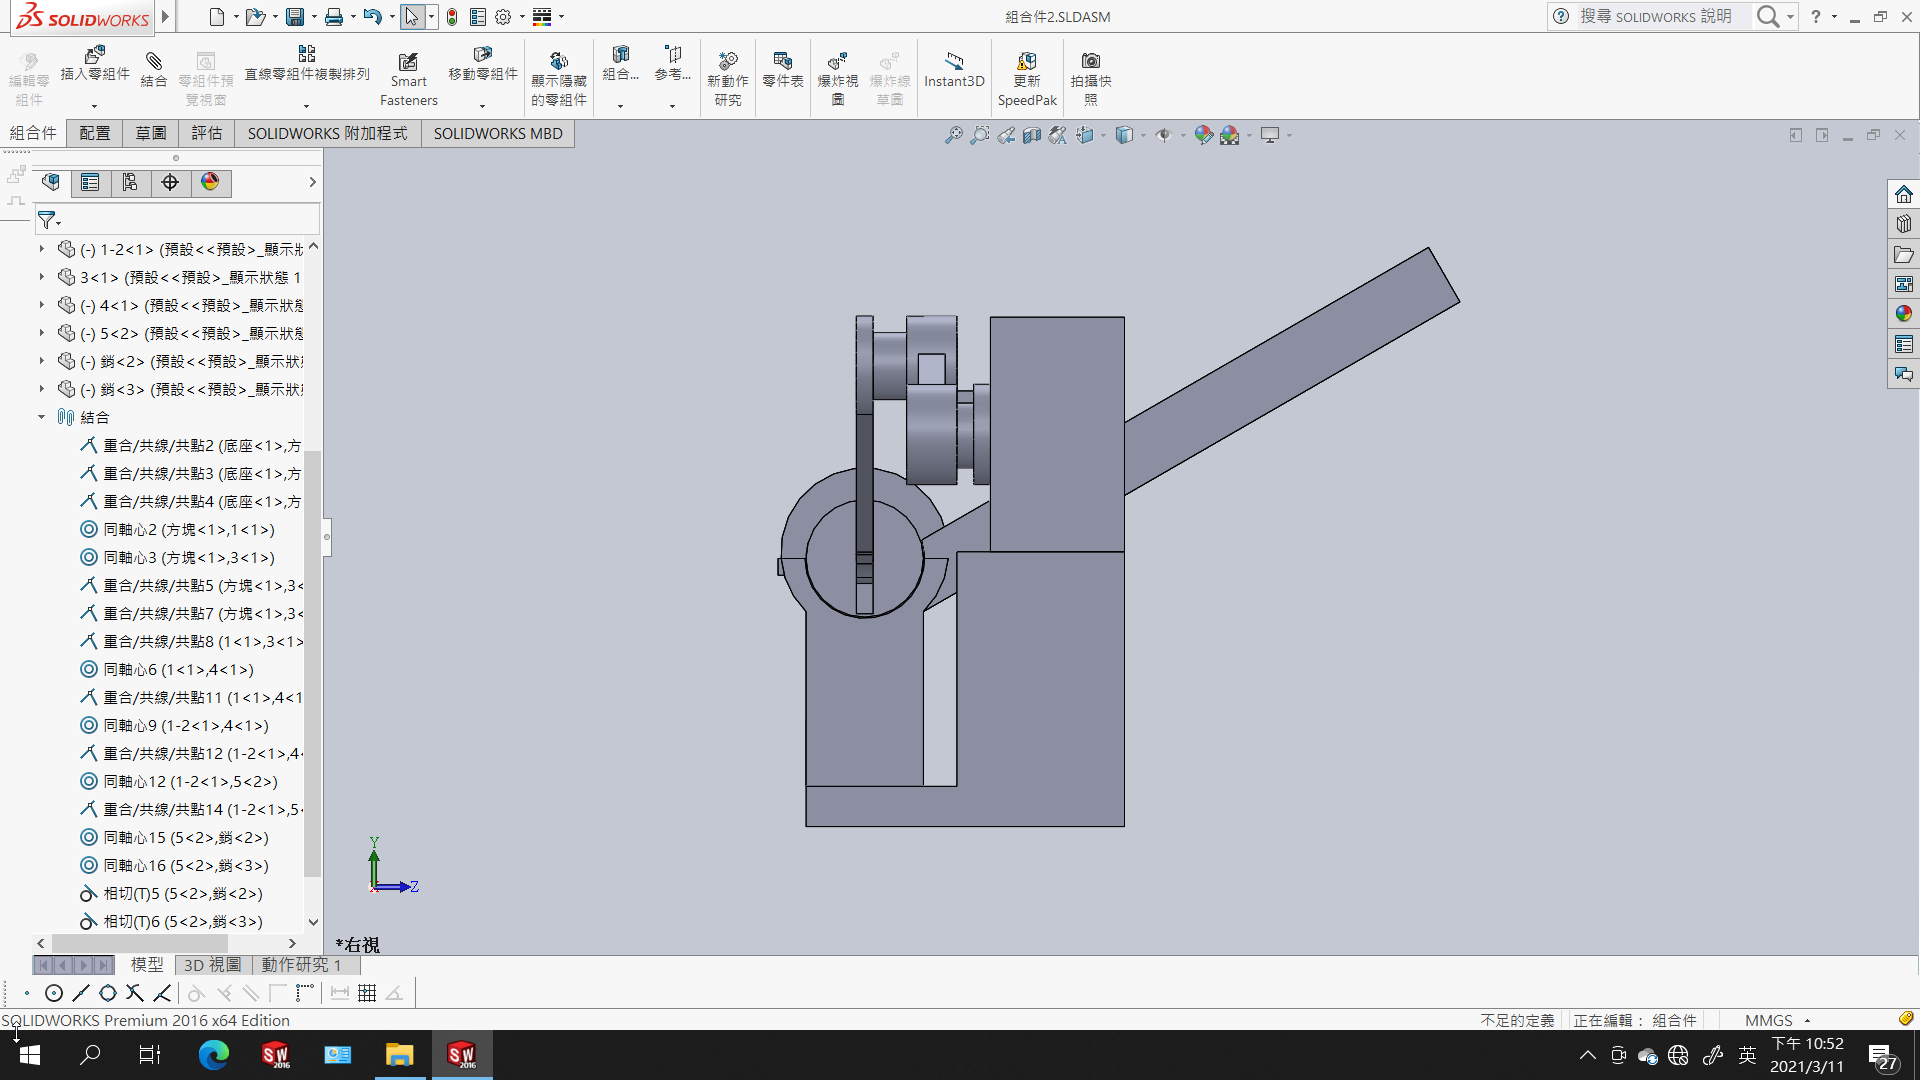 SOLIDWORKS
組合件2.SLDASM
搜尋 SOLIDWORKS 說明
編輯零組件
插入零組件
結合
零組件預覽視窗
直線零組件複製排列
Smart Fasteners
移動零組件
顯示隱藏的零組件
組合...
參考...
新動作研究
零件表
爆炸視圖
爆炸線草圖
Instant3D
更新 SpeedPak
拍攝快照
組合件
配置
草圖
評估
SOLIDWORKS 附加程式
SOLIDWORKS MBD
(-) 1-2<1> (預設<<預設>_顯示狀
3<1> (預設<<預設>_顯示狀態 1
(-) 4<1> (預設<<預設>_顯示狀態
(-) 5<2> (預設<<預設>_顯示狀態
(-) 銷<2> (預設<<預設>_顯示狀
(-) 銷<3> (預設<<預設>_顯示狀
結合
重合/共線/共點2 (底座<1>,方
重合/共線/共點3 (底座<1>,方
重合/共線/共點4 (底座<1>,方
同軸心2 (方塊<1>,1<1>)
同軸心3 (方塊<1>,3<1>)
重合/共線/共點5 (方塊<1>,3<
重合/共線/共點7 (方塊<1>,3<
重合/共線/共點8 (1<1>,3<1>
同軸心6 (1<1>,4<1>)
重合/共線/共點11 (1<1>,4<1
同軸心9 (1-2<1>,4<1>)
重合/共線/共點12 (1-2<1>,4<
同軸心12 (1-2<1>,5<2>)
重合/共線/共點14 (1-2<1>,5<
同軸心15 (5<2>,銷<2>)
同軸心16 (5<2>,銷<3>)
相切(T)5 (5<2>,銷<2>)
相切(T)6 (5<2>,銷<3>)
Y
Z
*右視
模型
3D 視圖
動作研究 1
SOLIDWORKS Premium 2016 x64 Edition
不足的定義
正在編輯： 組合件
MMGS
英
下午 10:52
2021/3/11
27